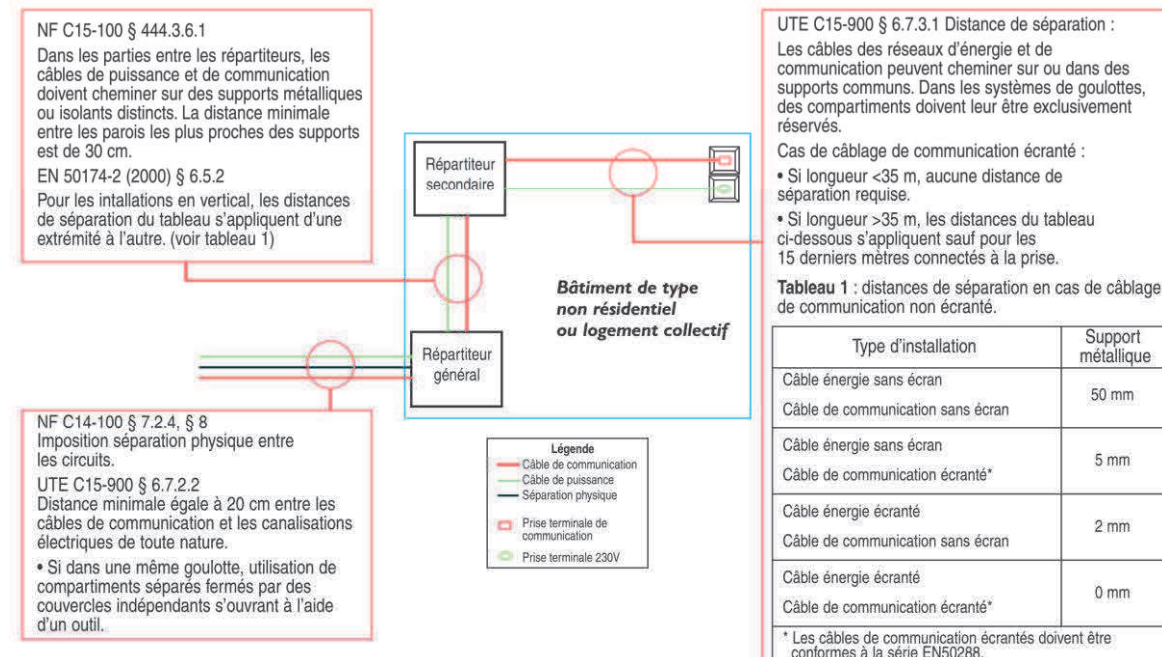 NF C15-100 § 444.3.6.1
Dans les parties entre les répartiteurs, les
câbles de puissance et de communication
doivent cheminer sur des supports métalliques
ou isolants distincts. La distance minimale
entre les parois les plus proches des supports
est de 30 cm.
EN 50174-2 (2000) § 6.5.2
Pour les intallations en vertical, les distances
de séparation du tableau s'appliquent d'une
extrémité à l'autre. (voir tableau 1)
NF C14-100 § 7.2.4, § 8
Imposition séparation physique entre
les circuits.
UTE C15-900 § 6.7.2.2
Distance minimale égale à 20 cm entre les
câbles de communication et les canalisations
électriques de toute nature.
• Si dans une même goulotte, utilisation de
compartiments séparés fermés par des
couvercles indépendants s'ouvrant à l'aide
d'un outil.
Répartiteur
secondaire
Bâtiment de type
non résidentiel
ou logement collectif
Répartiteur
général
Légende
Câble de communication
Câble de puissance
Séparation physique
Prise terminale de
communication
Prise terminale 230V
UTE C15-900 § 6.7.3.1 Distance de séparation :
Les câbles des réseaux d'énergie et de
communication peuvent cheminer sur ou dans des
supports communs. Dans les systèmes de goulottes,
des compartiments doivent leur être exclusivement
réservés.
Cas de câblage de communication écranté :
• Si longueur <35 m, aucune distance de
séparation requise.
• Si longueur >35 m, les distances du tableau
ci-dessous s'appliquent sauf pour les
15 derniers mètres connectés à la prise.
Tableau 1 : distances de séparation en cas de câblage
de communication non écranté.
Type d'installation
Support
métallique
Câble énergie sans écran
Câble de communication sans écran
50 mm
Câble énergie sans écran
Câble de communication écranté*
5 mm
Câble énergie écranté
Câble de communication sans écran
2 mm
Câble énergie écranté
Câble de communication écranté*
0 mm
* Les câbles de communication écrantés doivent être
conformes à la série EN50288.